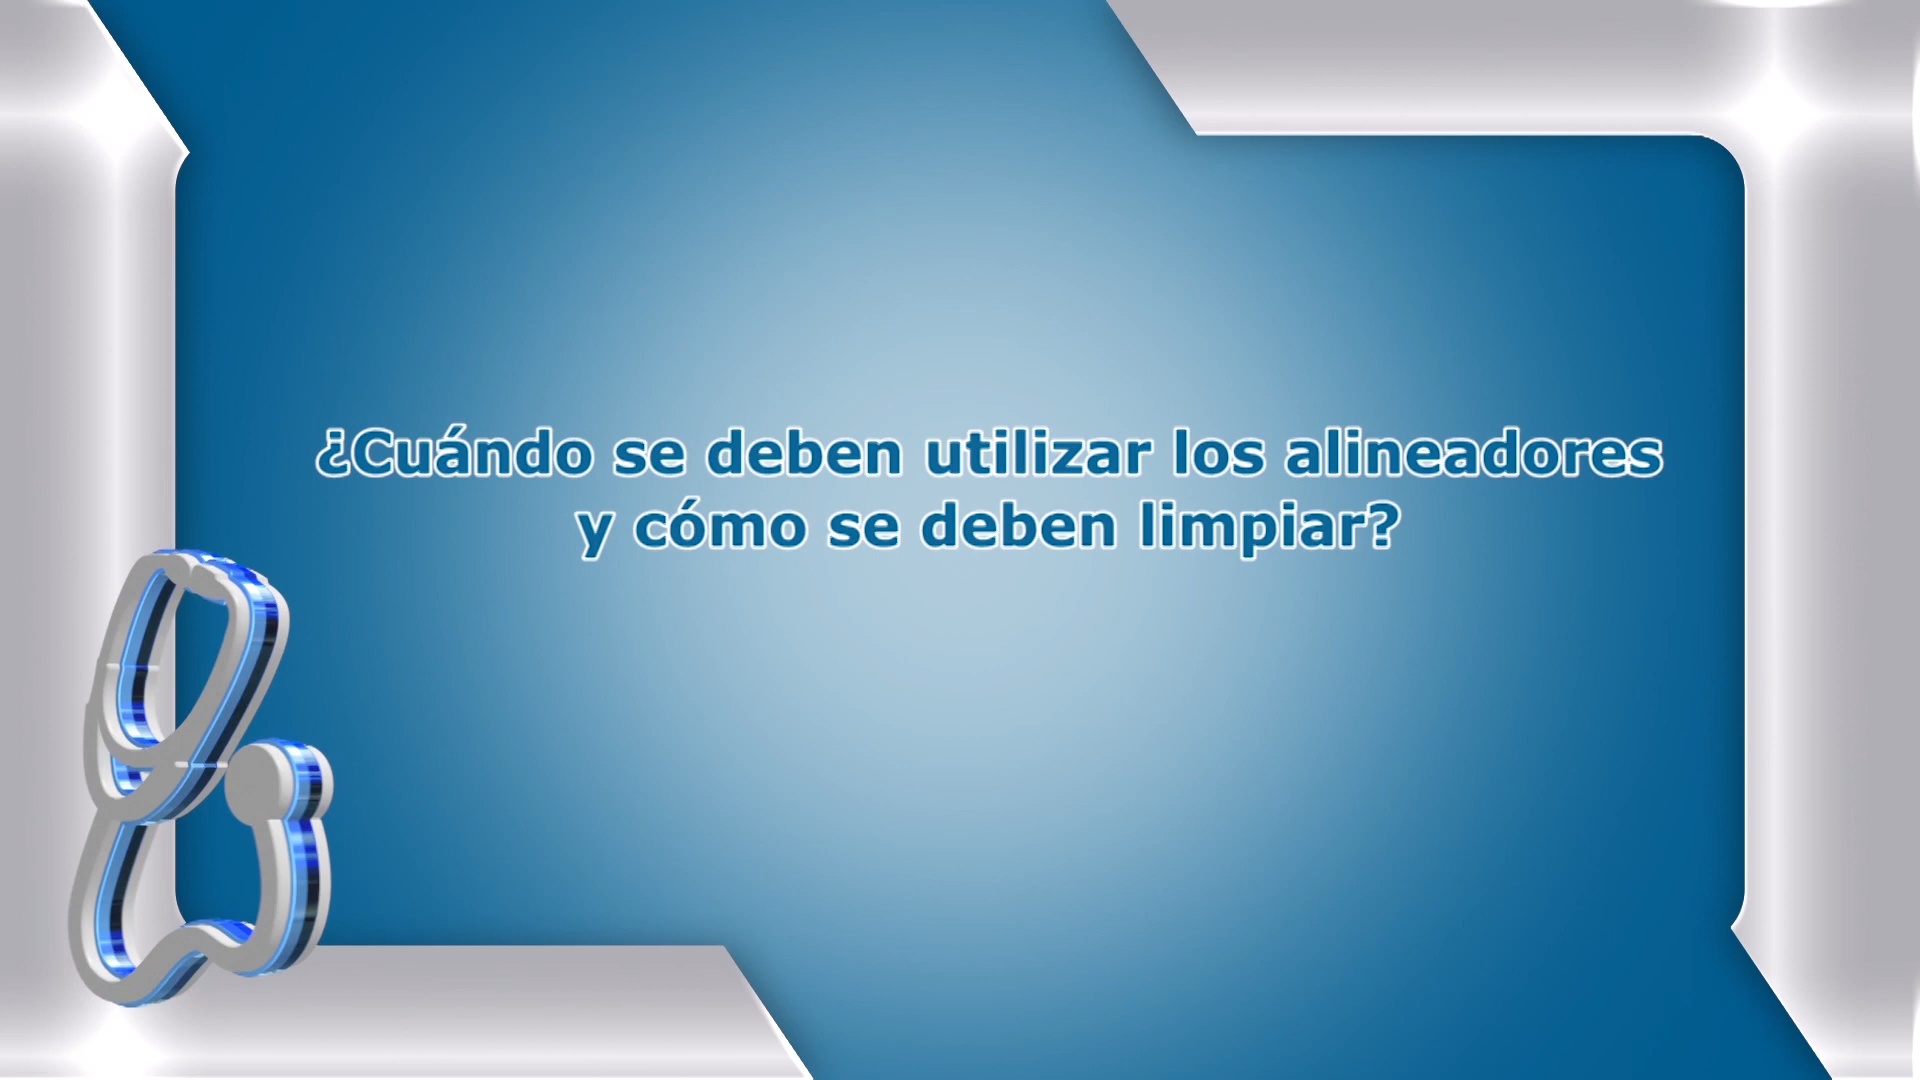 ¿Cuándo se deben utilizar los alineadores
y cómo se deben limpiar?